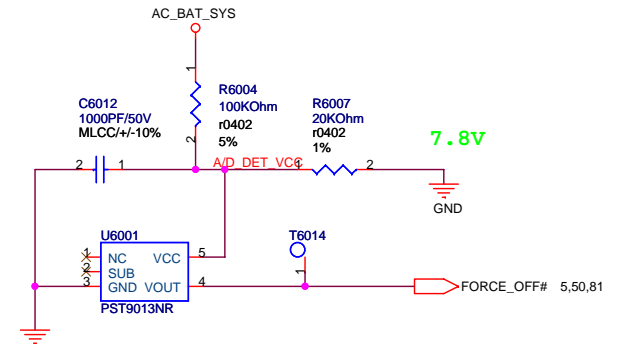 AC_BAT_SYS
1
R6004
100KOhm
r0402
5%
2
C6012
1000PF/50V
MLCC/+/-10%
2 1
R6007
20KOhm
r0402
1%
7.8V
A/D_DET_VCC
1 2
GND
U6001
1 NC VCC 5
2 SUB
3 GND VOUT 4
PST9013NR
T6014
1
FORCE_OFF# 5,50,81